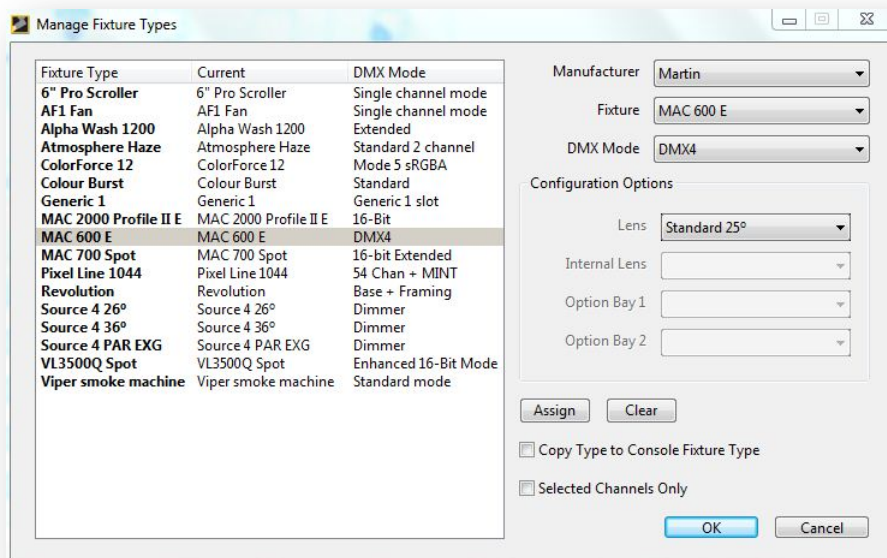 Manage Fixture Types
Fixture Type Current DMX Mode
6" Pro Scroller 6" Pro Scroller Single channel mode
AF1 Fan AF1 Fan Single channel mode
Alpha Wash 1200 Alpha Wash 1200 Extended
Atmosphere Haze Atmosphere Haze Standard 2 channel
ColorForce 12 ColorForce 12 Mode 5 sRGBA
Colour Burst Colour Burst Standard
Generic 1 Generic 1 Generic 1 slot
MAC 2000 Profile II E MAC 2000 Profile II E 16-Bit
MAC 600 E MAC 600 E DMX4
MAC 700 Spot MAC 700 Spot 16-bit Extended
Pixel Line 1044 Pixel Line 1044 54 Chan + MINT
Revolution Revolution Base + Framing
Source 4 26º Source 4 26º Dimmer
Source 4 36º Source 4 36º Dimmer
Source 4 PAR EXG Source 4 PAR EXG Dimmer
VL3500Q Spot VL3500Q Spot Enhanced 16-Bit Mode
Viper smoke machine Viper smoke machine Standard mode
Manufacturer Martin
Fixture MAC 600 E
DMX Mode DMX4
Configuration Options
Lens Standard 25º
Internal Lens
Option Bay 1
Option Bay 2
Assign Clear
Copy Type to Console Fixture Type
Selected Channels Only
OK Cancel